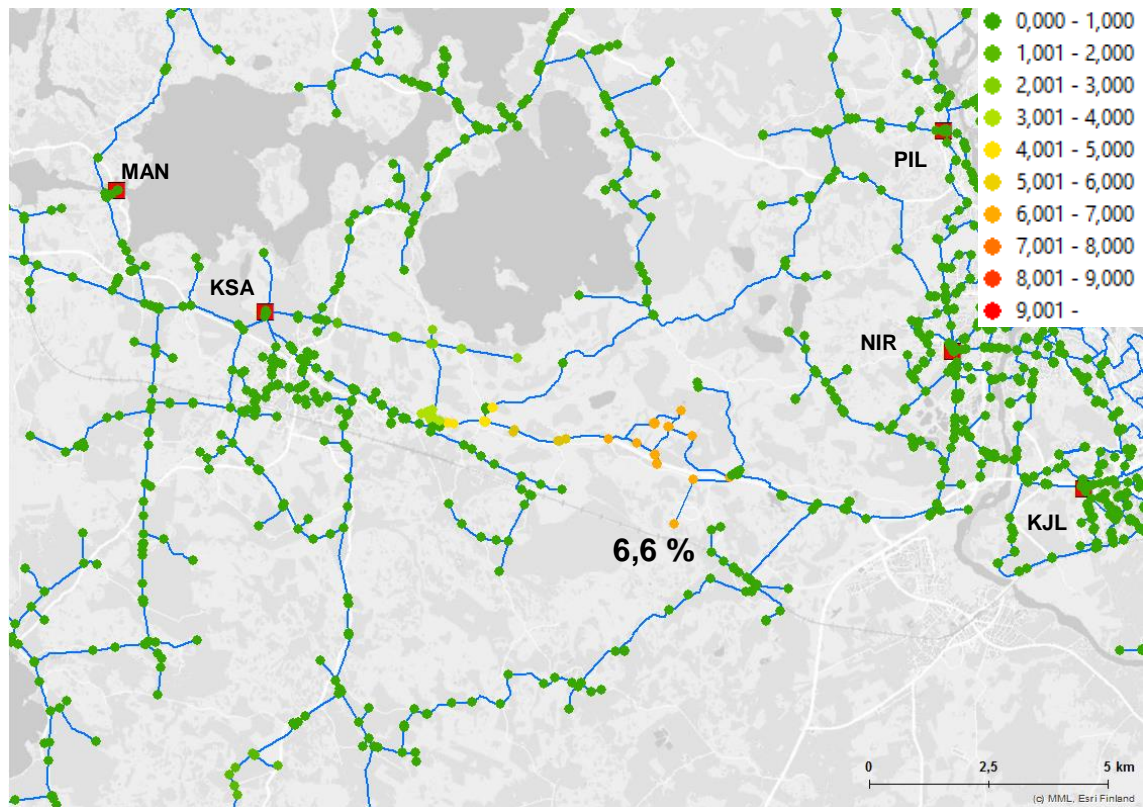 0,000 - 1,000
1,001 - 2,000
2,001 - 3,000
3,001 - 4,000
4,001 - 5,000
5,001 - 6,000
6,001 - 7,000
7,001 - 8,000
8,001 - 9,000
9,001 -
PIL
MAN
KSA
NIR
KJL
6,6 %
0 2,5 5 km
(c) MML, Esri Finland